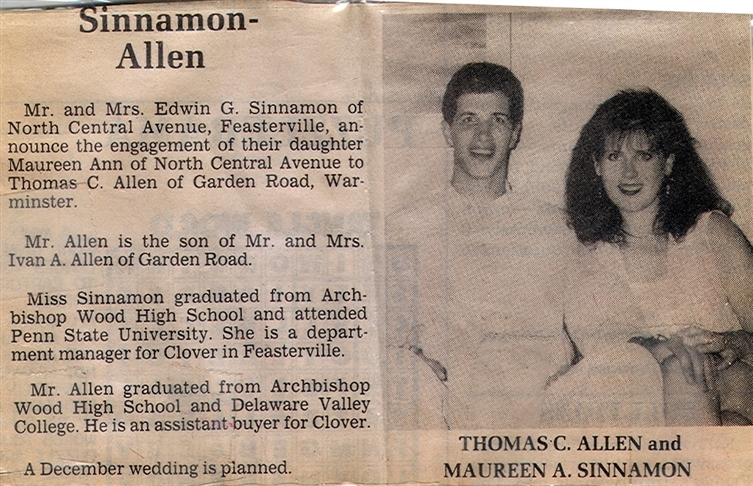 Sinnamon-
Allen
Mr. and Mrs. Edwin G. Sinnamon of
North Central Avenue, Feasterville, an-
nounce the engagement of their daughter
Maureen Ann of North Central Avenue to
Thomas C. Allen of Garden Road, War-
minster.
Mr. Allen is the son of Mr. and Mrs.
Ivan A. Allen of Garden Road.
Miss Sinnamon graduated from Arch-
bishop Wood High School and attended
Penn State University. She is a depart-
ment manager for Clover in Feasterville.
Mr. Allen graduated from Archbishop
Wood High School and Delaware Valley
College. He is an assistant buyer for Clover.
A December wedding is planned.
THOMAS C. ALLEN and
MAUREEN A. SINNAMON